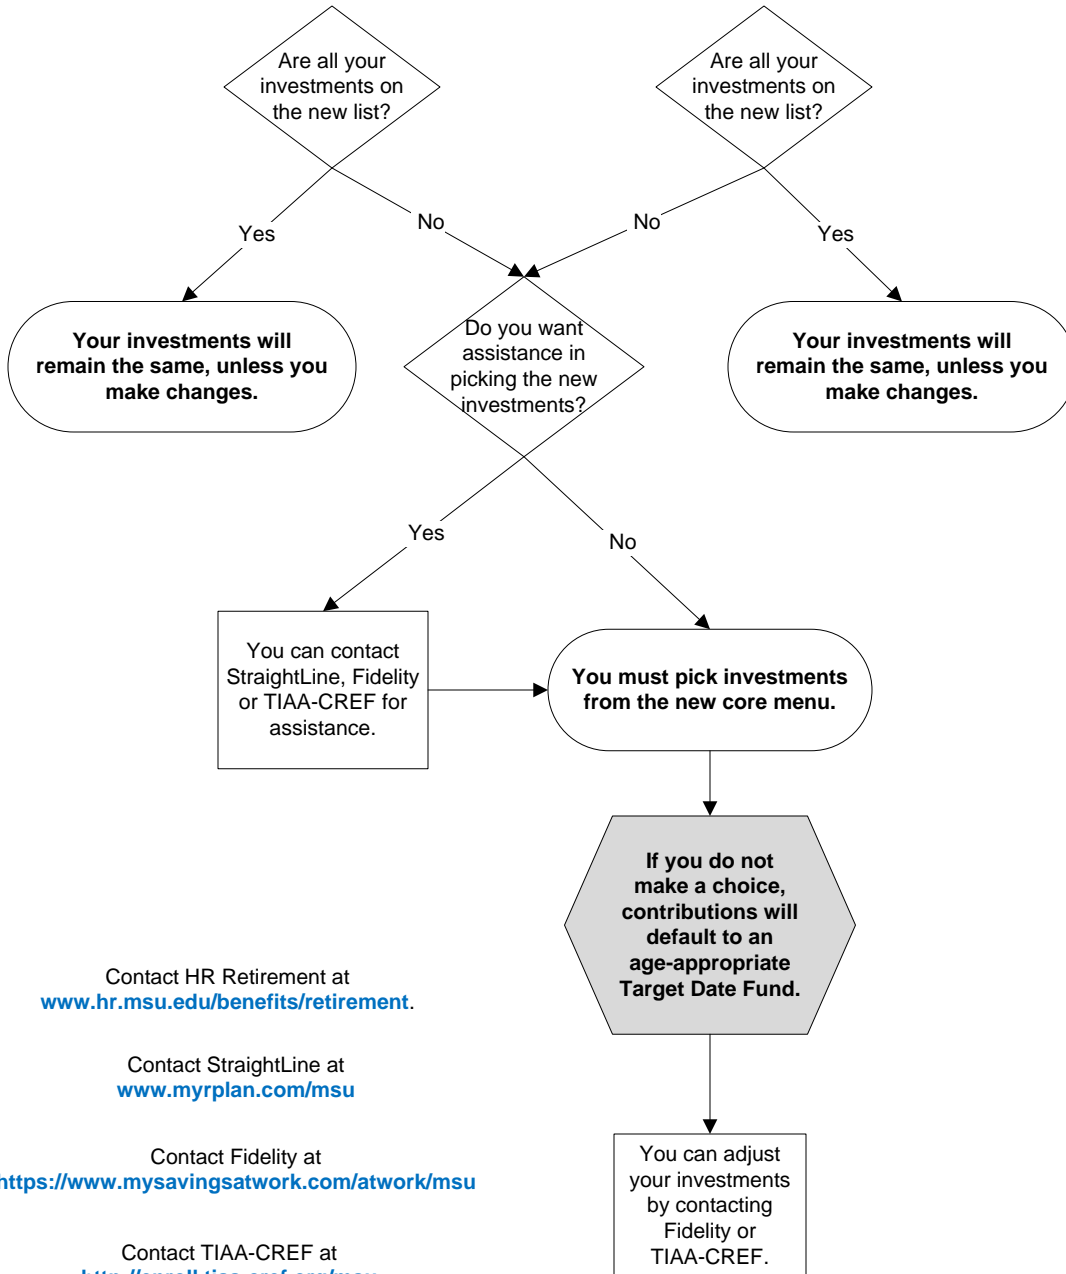 Are all your
investments on
the new list?
Are all your
investments on
the new list?
No
No
Yes
Yes
Your investments will
remain the same, unless you
make changes.
Do you want
assistance in
picking the new
investments?
Your investments will
remain the same, unless you
make changes.
Yes
No
You can contact
StraightLine, Fidelity
or TIAA-CREF for
assistance.
You must pick investments
from the new core menu.
If you do not
make a choice,
contributions will
default to an
age-appropriate
Target Date Fund.
Contact HR Retirement at
www.hr.msu.edu/benefits/retirement.
Contact StraightLine at
www.myrplan.com/msu
Contact Fidelity at
https://www.mysavingsatwork.com/atwork/msu
You can adjust
your investments
by contacting
Fidelity or
TIAA-CREF.
Contact TIAA-CREF at